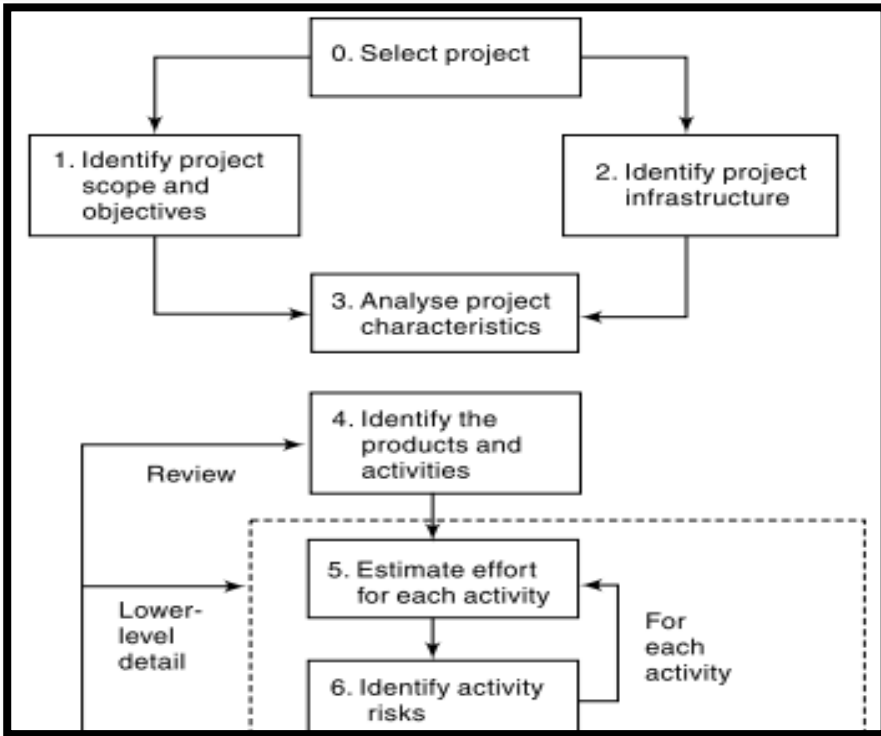 0. Select project
1. Identify project
scope and
objectives
2. Identify project
infrastructure
3. Analyse project
characteristics
4. Identify the
products and
activities
Review
5. Estimate effort
for each activity
Lower-
level
detail
For
each
activity
6. Identify activity
risks